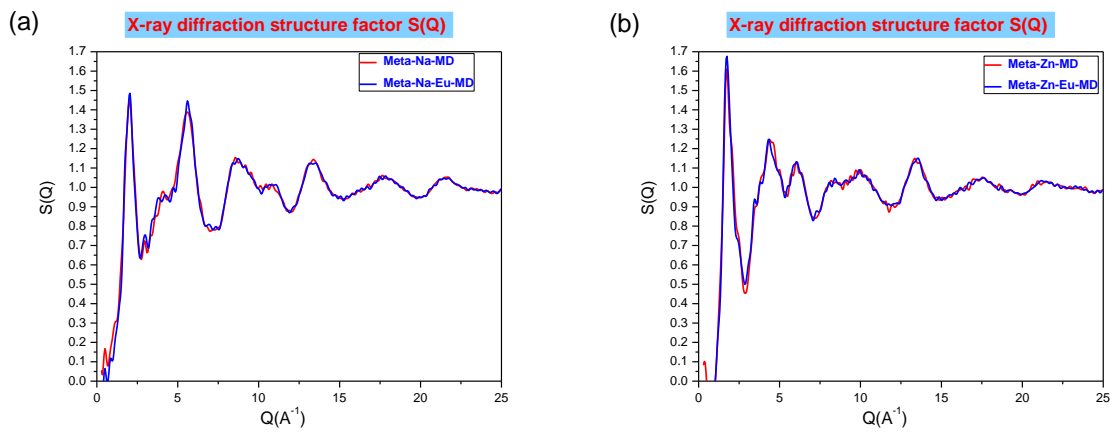 (a)
X-ray diffraction structure factor S(Q)
Meta-Na-MD
Meta-Na-Eu-MD
1.7
1.6
1.5
1.4
1.3
1.2
1.1
1.0
0.9
0.8
0.7
0.6
0.5
0.4
0.3
0.2
0.1
0.0
S(Q)
0 5 10 15 20 25
Q(A⁻¹)
(b)
X-ray diffraction structure factor S(Q)
Meta-Zn-MD
Meta-Zn-Eu-MD
1.7
1.6
1.5
1.4
1.3
1.2
1.1
1.0
0.9
0.8
0.7
0.6
0.5
0.4
0.3
0.2
0.1
0.0
S(Q)
0 5 10 15 20 25
Q(A⁻¹)